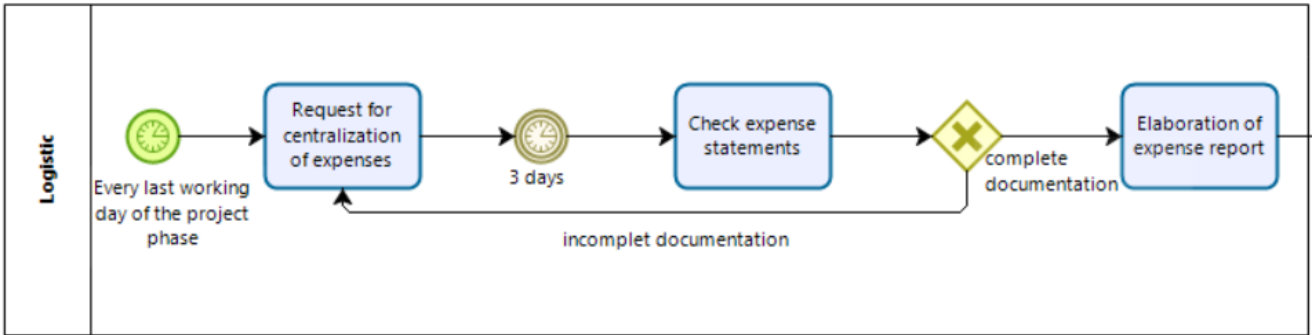 Logistic
Every last working
day of the project
phase
Request for
centralization
of expenses
3 days
Check expense
statements
complete
documentation
incomplet documentation
Elaboration of
expense report